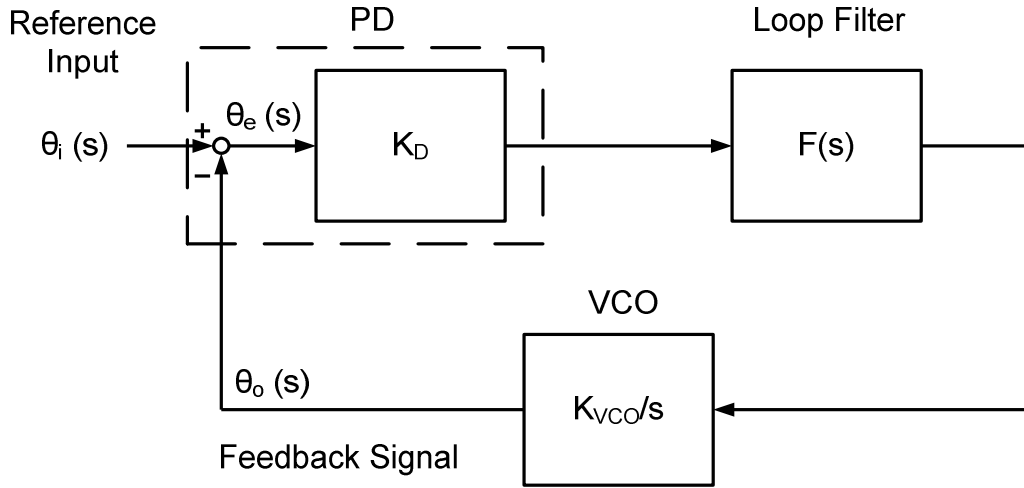 Reference
Input
PD
Loop Filter
θi (s)
+
−
θe (s)
KD
F(s)
VCO
θo (s)
KVCO/s
Feedback Signal